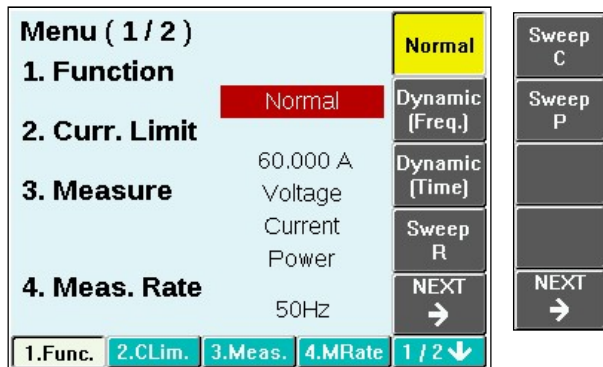 Menu ( 1 / 2 )
1. Function
Normal
2. Curr. Limit
60.000 A
3. Measure
Voltage
Current
Power
4. Meas. Rate
50Hz
Normal
Dynamic
(Freq.)
Dynamic
(Time)
Sweep
R
NEXT
→
1.Func. 2.CLim. 3.Meas. 4.MRate 1 / 2 ↓
Sweep
C
Sweep
P
NEXT
→